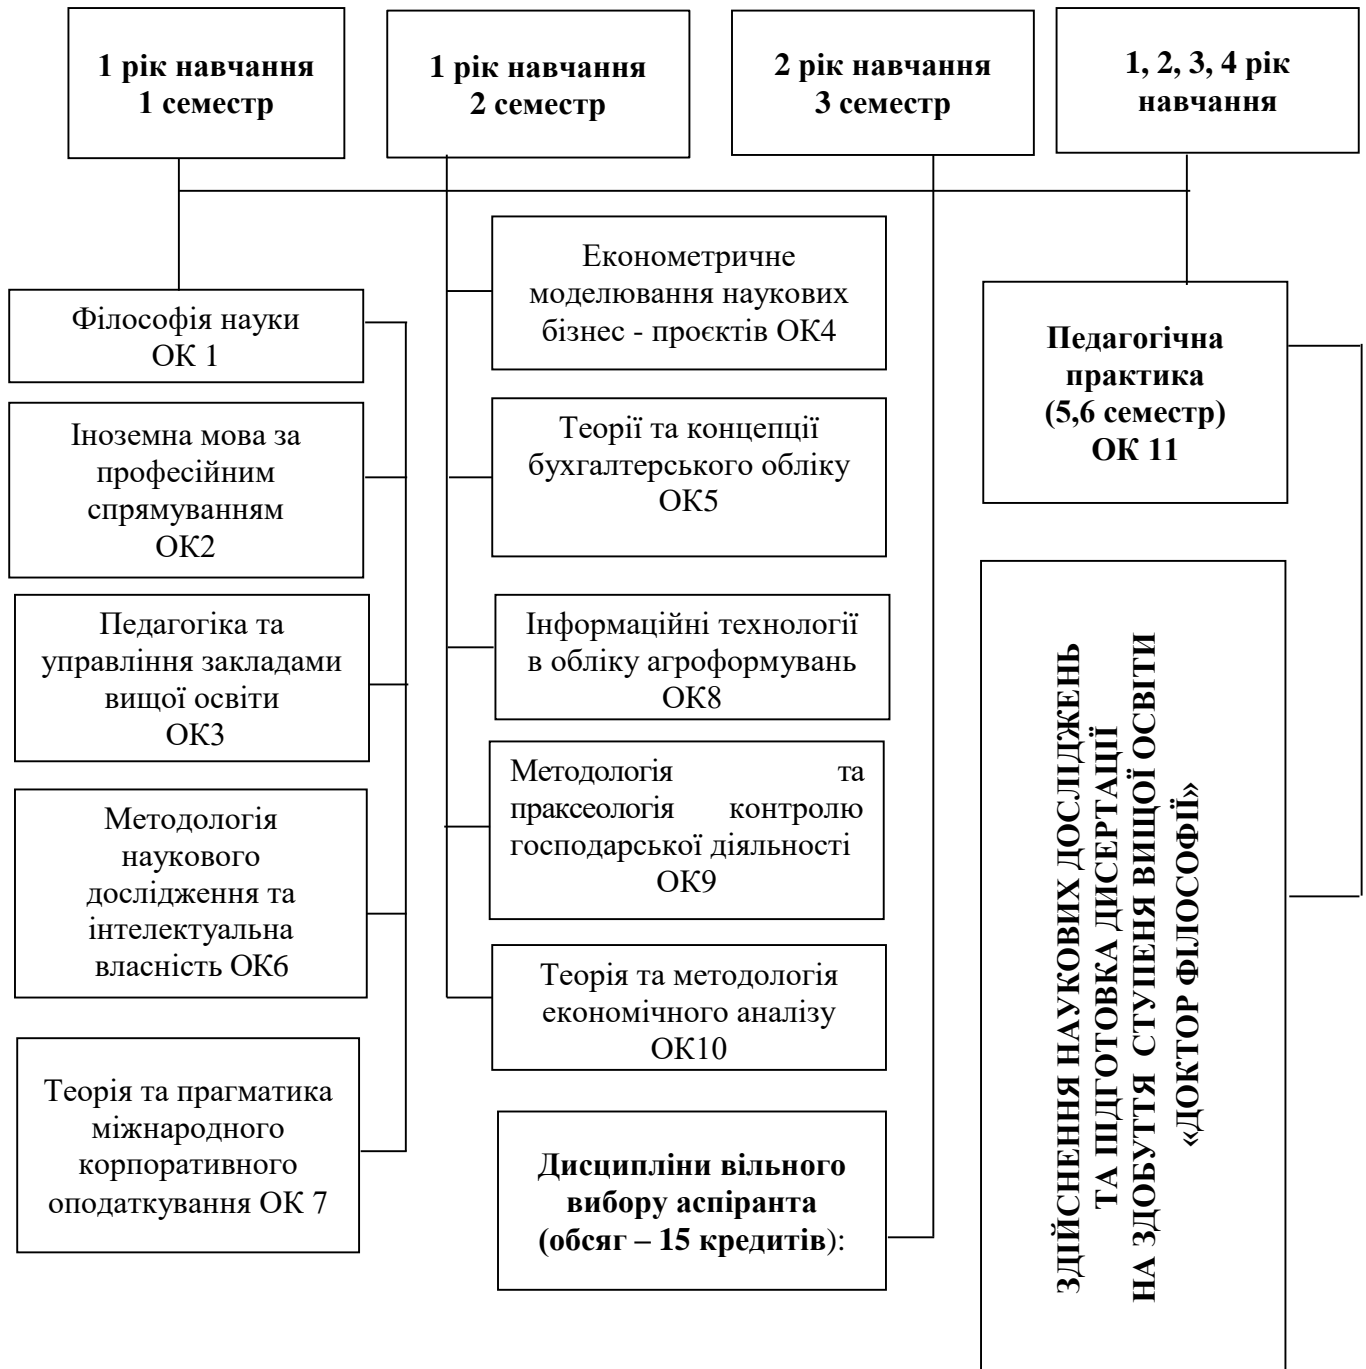 1 рік навчання
1 семестр
1 рік навчання
2 семестр
2 рік навчання
3 семестр
1, 2, 3, 4 рік
навчання
Філософія науки
ОК 1
Іноземна мова за
професійним
спрямуванням
ОК2
Педагогіка та
управління закладами
вищої освіти
ОК3
Методологія
наукового
дослідження та
інтелектуальна
власність ОК6
Теорія та прагматика
міжнародного
корпоративного
оподаткування ОК 7
Економетричне
моделювання наукових
бізнес - проєктів ОК4
Теорії та концепції
бухгалтерського обліку
ОК5
Інформаційні технології
в обліку агроформувань
ОК8
Методологія та
праксеологія контролю
господарської діяльності
ОК9
Теорія та методологія
економічного аналізу
ОК10
Дисципліни вільного
вибору аспіранта
(обсяг – 15 кредитів):
Педагогічна
практика
(5,6 семестр)
ОК 11
ЗДІЙСНЕННЯ НАУКОВИХ ДОСЛІДЖЕНЬ
ТА ПІДГОТОВКА ДИСЕРТАЦІЇ
НА ЗДОБУТТЯ СТУПЕНЯ ВИЩОЇ ОСВІТИ
«ДОКТОР ФІЛОСОФІЇ»